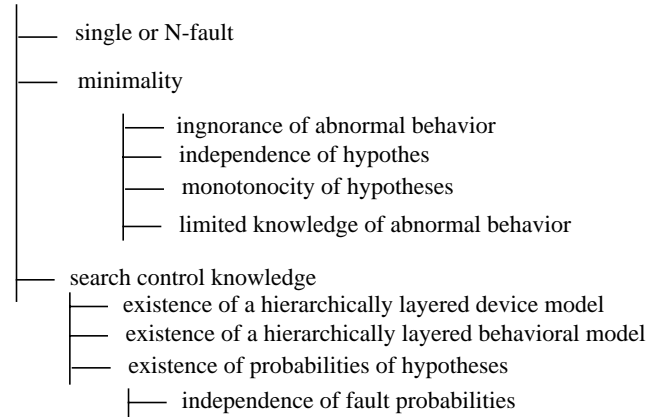 single or N-fault
minimality
ingnorance of abnormal behavior
independence of hypothes
monotonocity of hypotheses
limited knowledge of abnormal behavior
search control knowledge
existence of a hierarchically layered device model
existence of a hierarchically layered behavioral model
existence of probabilities of hypotheses
independence of fault probabilities